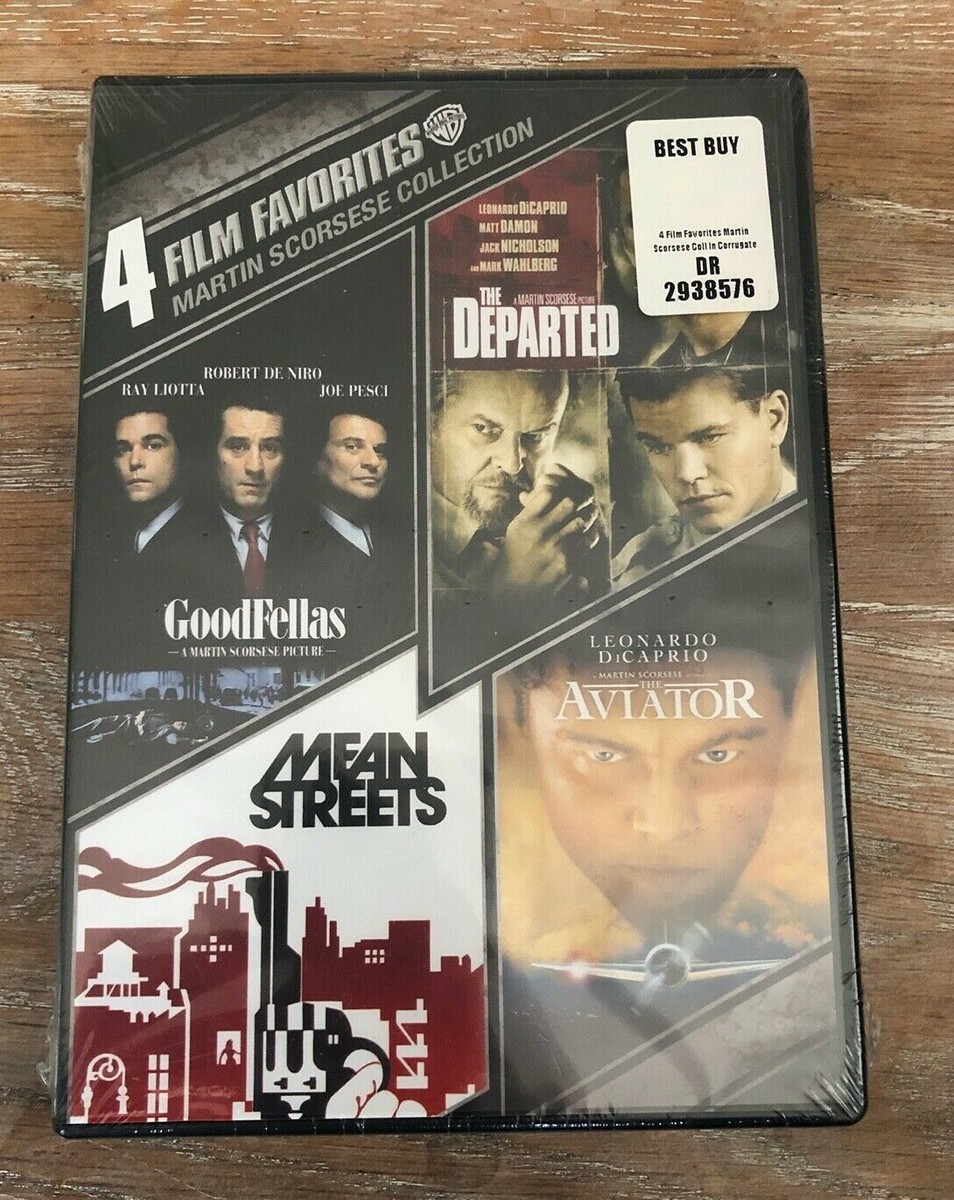 4 FILM FAVORITES
WB
MARTIN SCORSESE COLLECTION
BEST BUY
4 Film Favorites Martin
Scorsese Coll in Corrugate
DR
2938576
LEONARDO DiCAPRIO
MATT DAMON
JACK NICHOLSON
AND MARK WAHLBERG
THE
A MARTIN SCORSESE PICTURE
DEPARTED
ROBERT DE NIRO
RAY LIOTTA
JOE PESCI
GoodFellas
A MARTIN SCORSESE PICTURE
MEAN
STREETS
LEONARDO
DiCAPRIO
A MARTIN SCORSESE
THE
AVIATOR